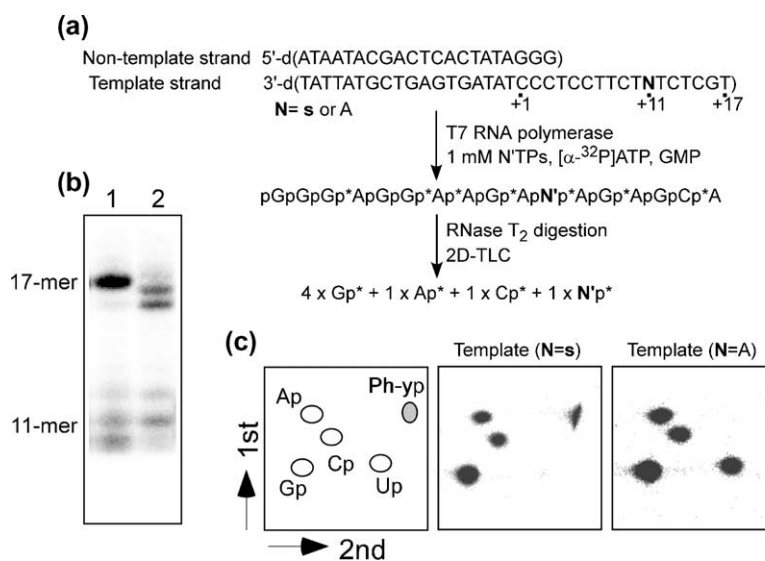 (a)
Non-template strand 5'-d(ATAATACGACTCACTATAGGG)
Template strand 3'-d(TATTATGCTGAGTGATATCCCTCCTTCTNTCTCGT)
N= s or A
+1 +11 +17
T7 RNA polymerase
1 mM N'TPs, [α-³²P]ATP, GMP
pGpGpGp*ApGpGp*Ap*ApGp*ApN'p*ApGp*ApGpCp*A
RNase T₂ digestion
2D-TLC
4 x Gp* + 1 x Ap* + 1 x Cp* + 1 x N'p*
(b)
1 2
17-mer
11-mer
(c)
Template (N=s)
Template (N=A)
Ph-yp
Ap
Cp
Gp
Up
1st
2nd